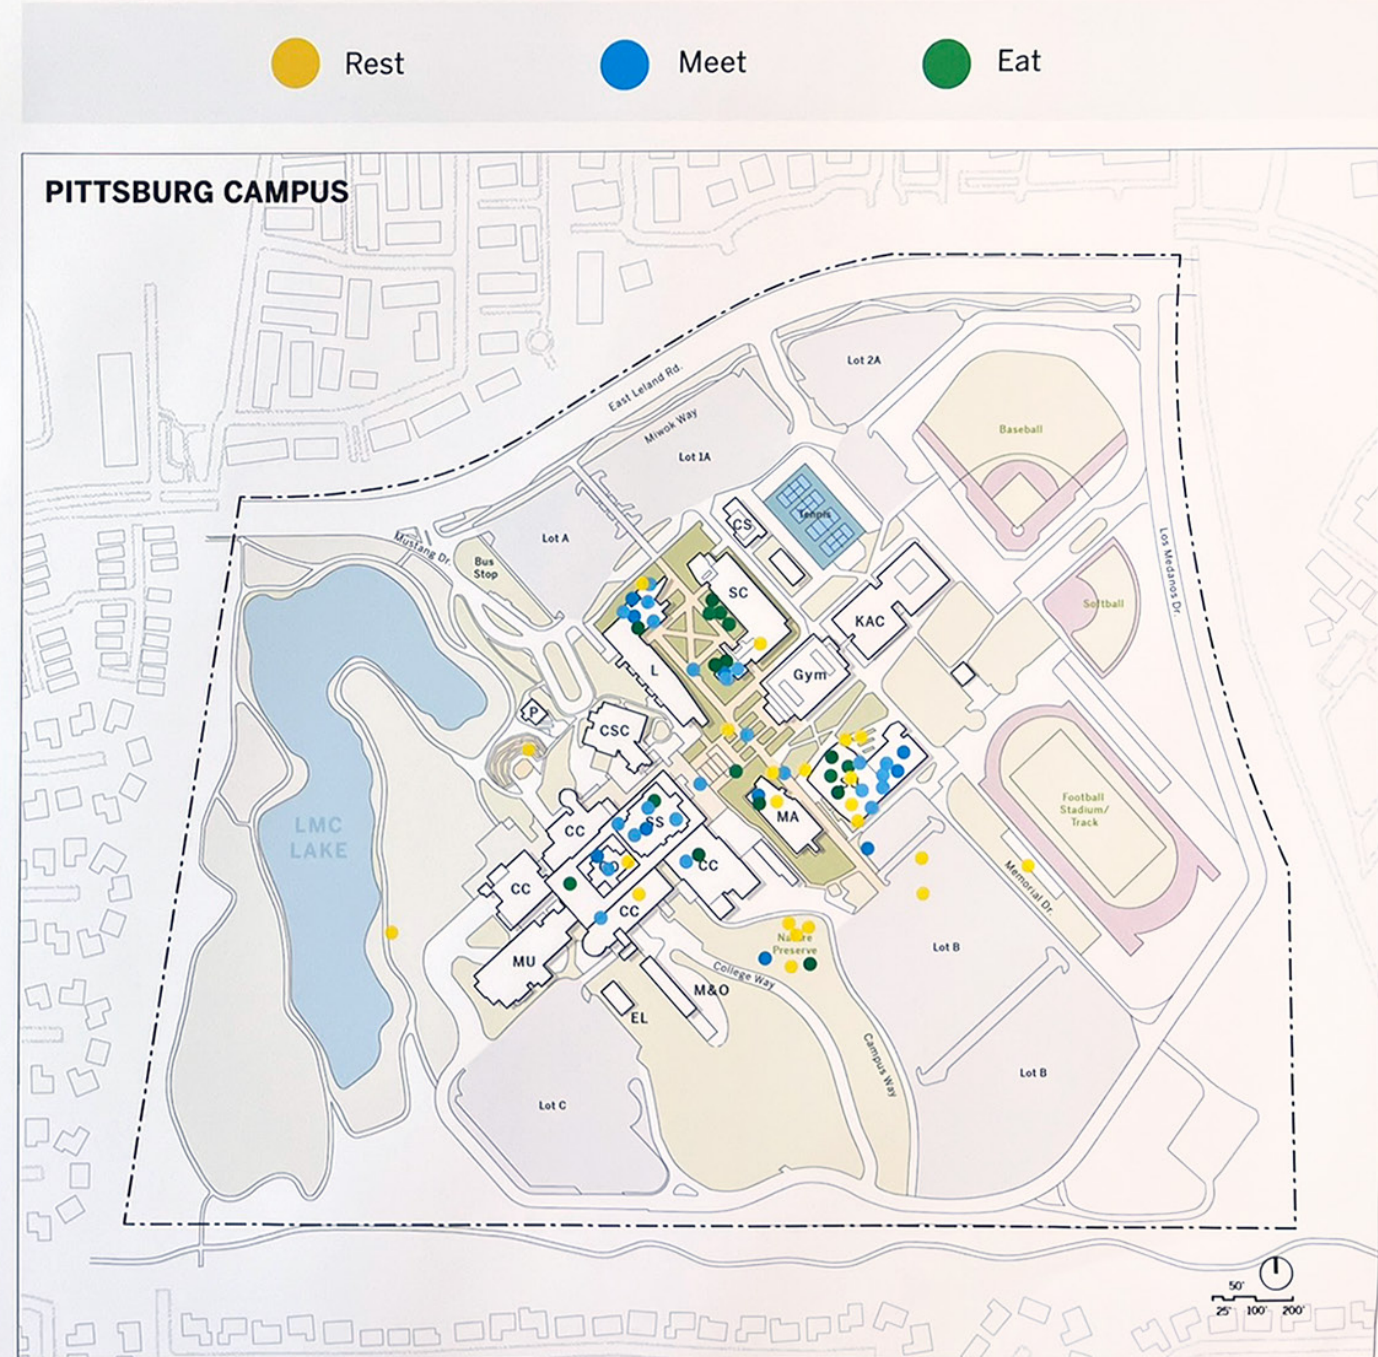 Rest
Meet
Eat
PITTSBURG CAMPUS
Lot 2A
East Leland Rd.
Miwok Way
Baseball
Lot 1A
Tennis
CS
Lot A
Mustang Dr.
Bus
Stop
Los Medanos Dr.
SC
Softball
KAC
L
Gym
P
CSC
Football
Stadium/
Track
MA
SS
LMC
LAKE
CC
CC
CC
CC
Memorial Dr.
Nature
Preserve
Lot B
MU
College Way
M&O
EL
Campus Way
Lot B
Lot C
50'
25' 100' 200'